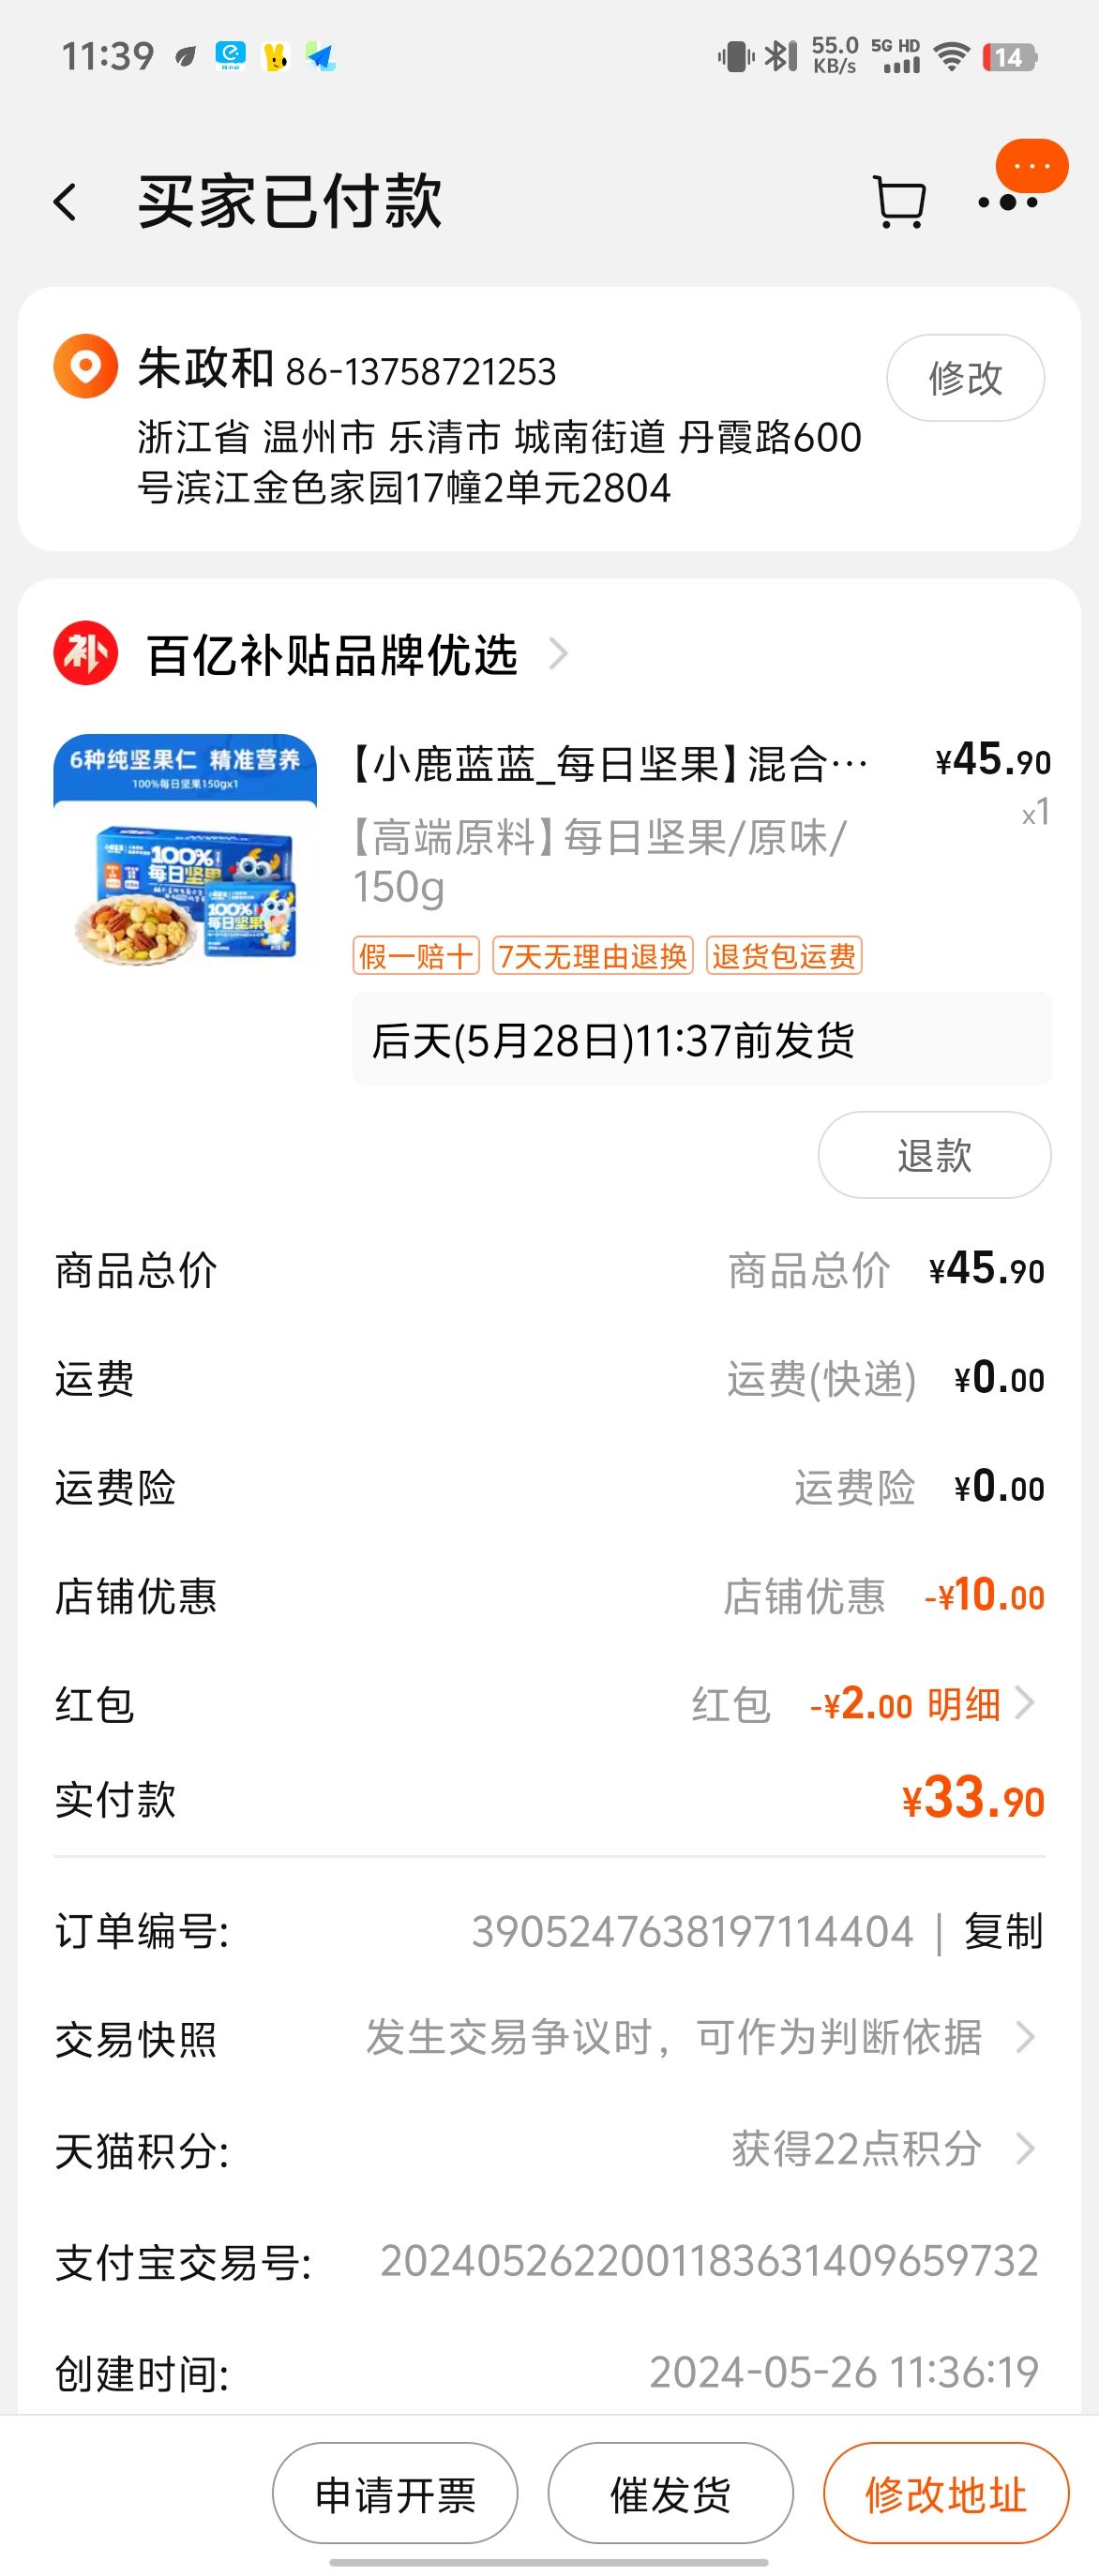 11:39
55.0 KB/s
5G HD
14
买家已付款
朱政和 86-13758721253
修改
浙江省 温州市 乐清市 城南街道 丹霞路600
号滨江金色家园17幢2单元2804
补 百亿补贴品牌优选
6种纯坚果仁 精准营养
100%每日坚果150gx1
100%
每日坚果
100%
每日坚果
【小鹿蓝蓝_每日坚果】混合… ¥45.90
x1
【高端原料】每日坚果/原味/
150g
假一赔十 7天无理由退换 退货包运费
后天(5月28日)11:37前发货
退款
商品总价 商品总价 ¥45.90
运费 运费(快递) ¥0.00
运费险 运费险 ¥0.00
店铺优惠 店铺优惠 -¥10.00
红包 红包 -¥2.00 明细
实付款 ¥33.90
订单编号: 3905247638197114404 | 复制
交易快照 发生交易争议时，可作为判断依据
天猫积分: 获得22点积分
支付宝交易号: 2024052622001183631409659732
创建时间: 2024-05-26 11:36:19
申请开票 催发货 修改地址